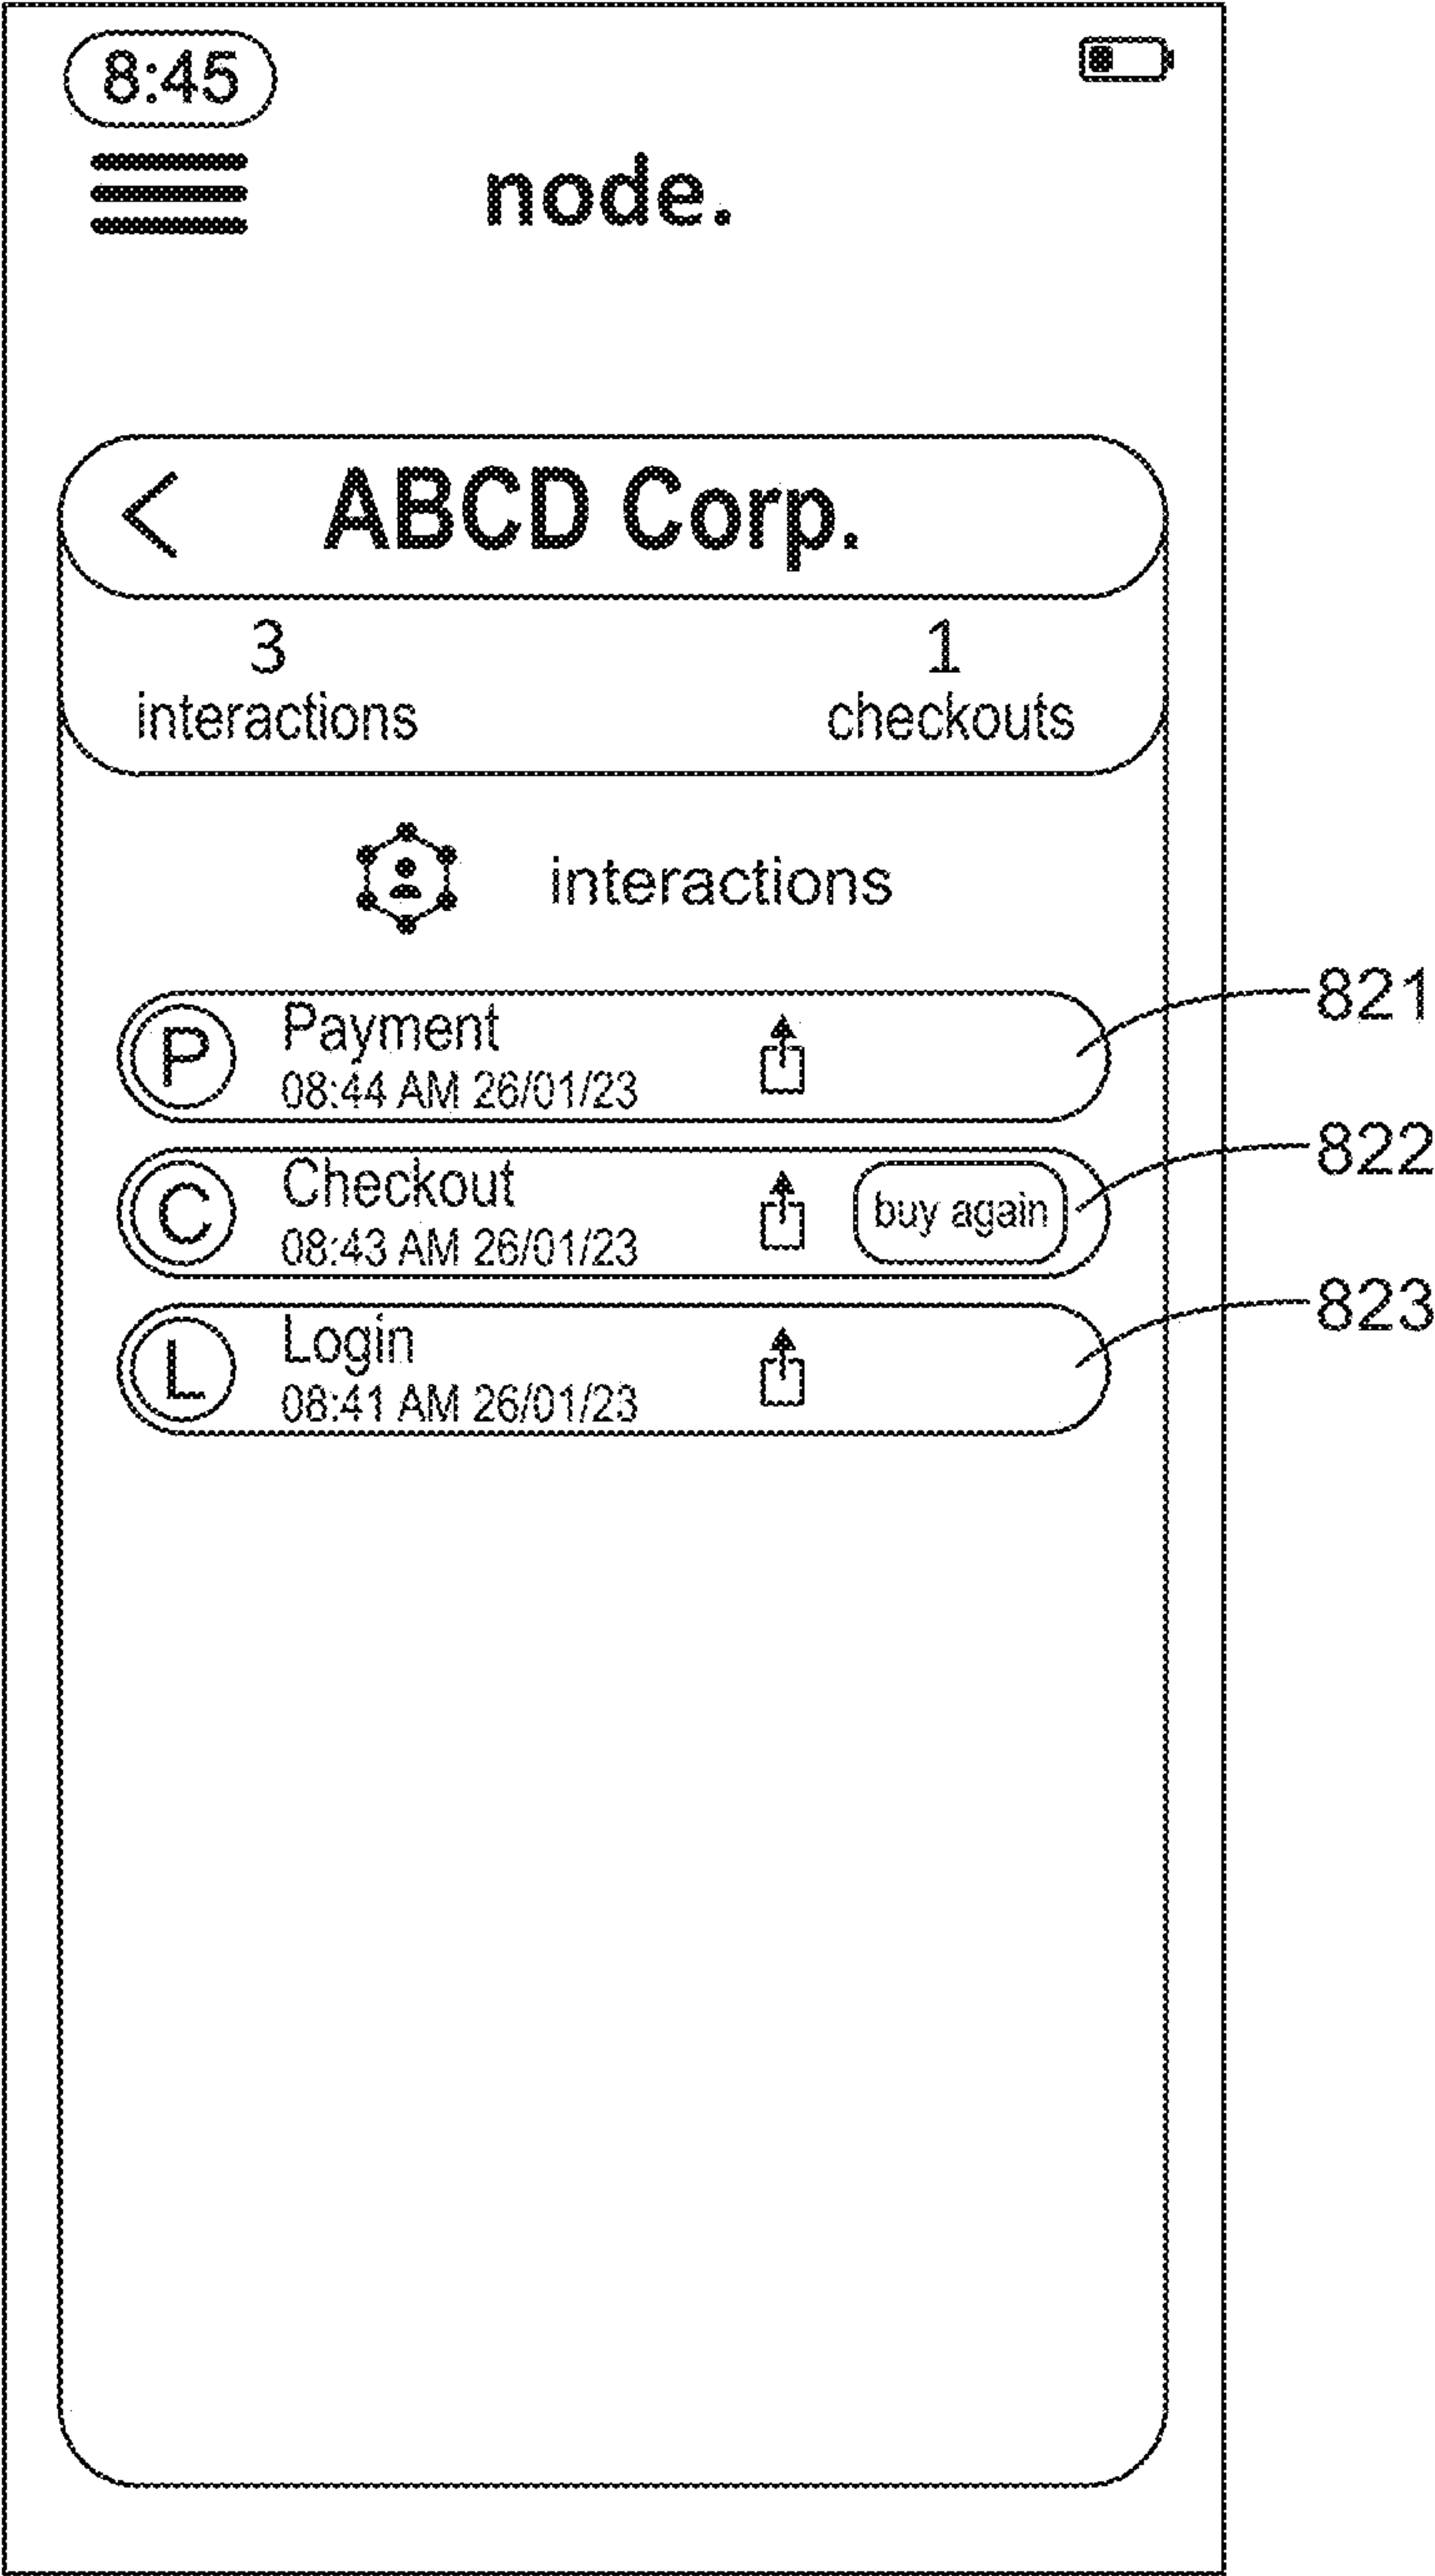 8:45
node.
< ABCD Corp.
3
interactions
1
checkouts
interactions
P
Payment
08:44 AM 26/01/23
821
C
Checkout
08:43 AM 26/01/23
buy again
822
L
Login
08:41 AM 26/01/23
823